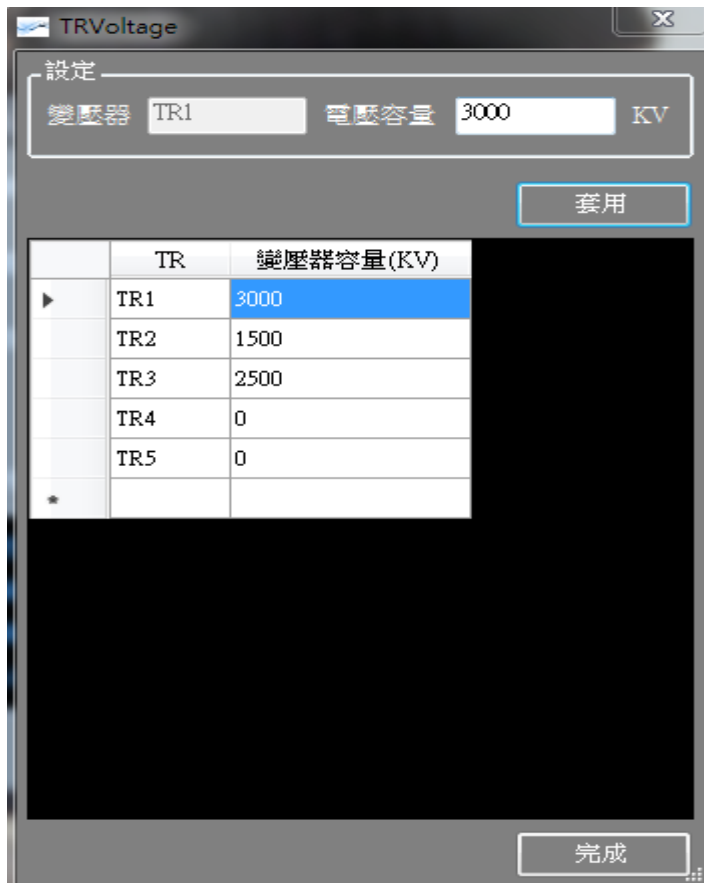 TRVoltage
設定
變壓器 TR1 電壓容量 3000 KV
套用
TR 變壓器容量(KV)
TR1 3000
TR2 1500
TR3 2500
TR4 0
TR5 0
完成